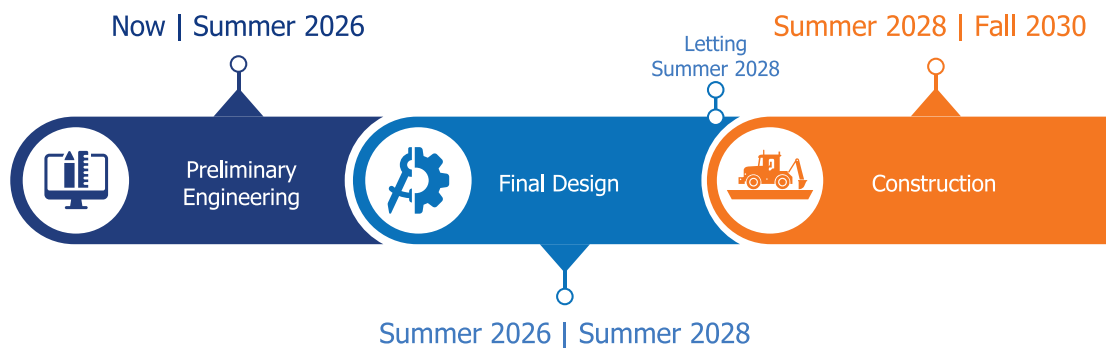 Now | Summer 2026
Letting
Summer 2028
Summer 2028 | Fall 2030
Preliminary
Engineering
Final Design
Construction
Summer 2026 | Summer 2028